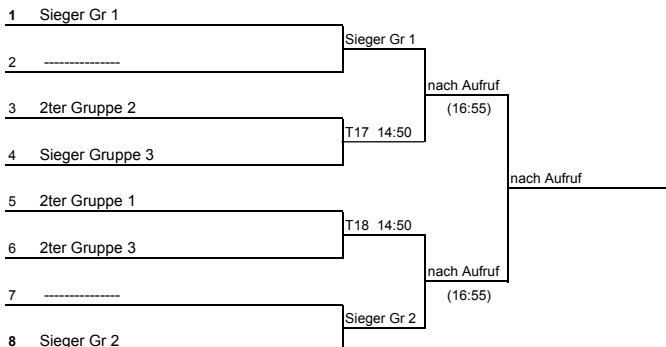 1 Sieger Gr 1
Sieger Gr 1
2 ---------------
nach Aufruf
3 2ter Gruppe 2
(16:55)
T17 14:50
4 Sieger Gruppe 3
nach Aufruf
5 2ter Gruppe 1
T18 14:50
6 2ter Gruppe 3
nach Aufruf
7 ---------------
(16:55)
Sieger Gr 2
8 Sieger Gr 2